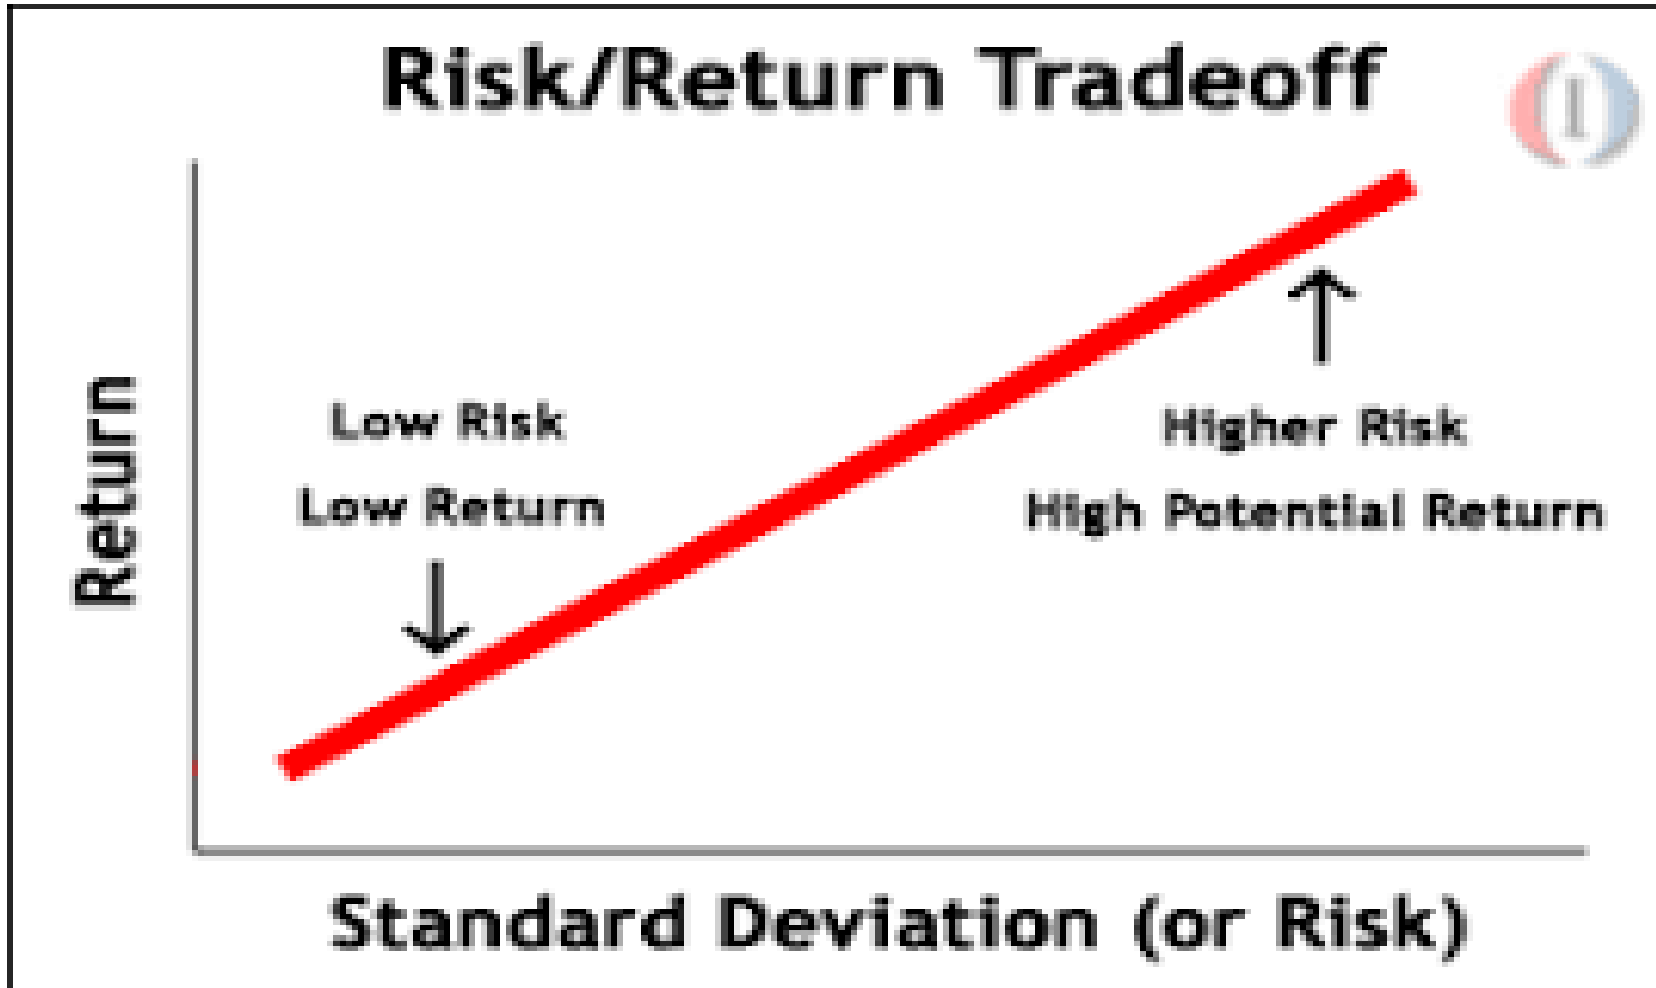 Risk/Return Tradeoff
I
Return
Low Risk
Low Return
Higher Risk
High Potential Return
Standard Deviation (or Risk)